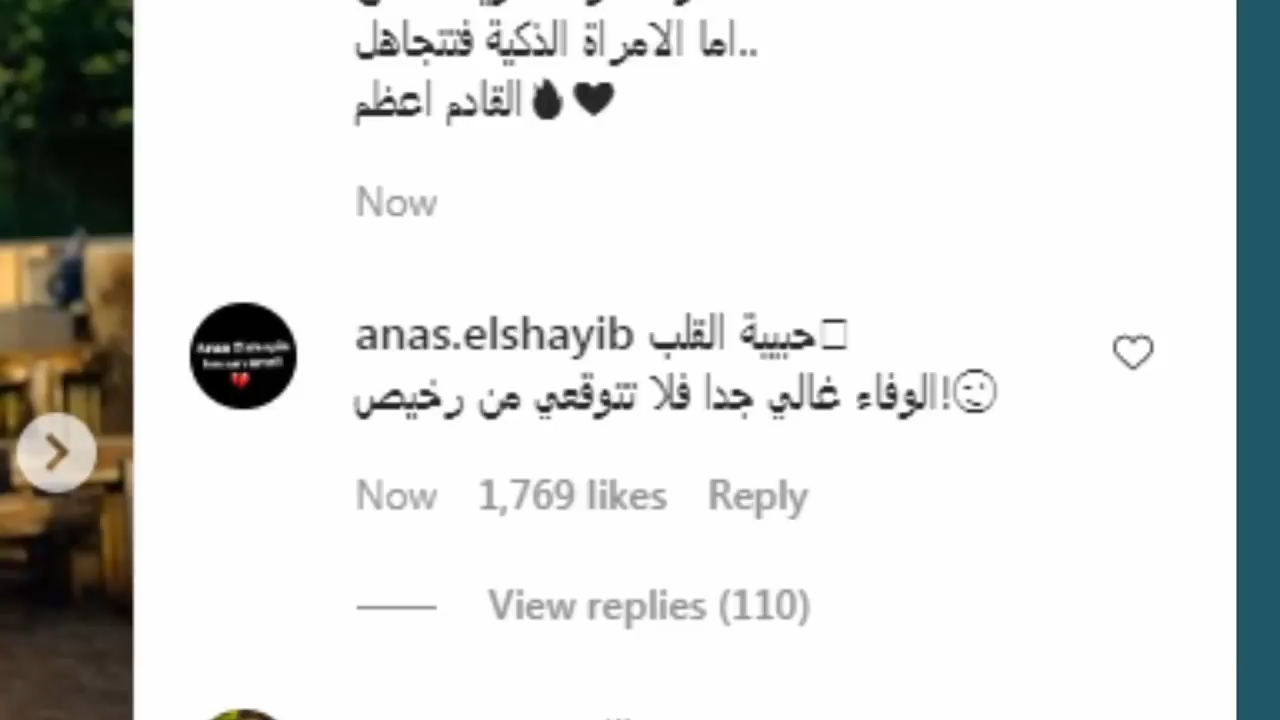 ..اما الامراة الذكية فتتجاهل
القادم اعظم🔥❤
Now
anas.elshayib حبيبة القلب□
الوفاء غالي جدا فلا تتوقعي من رخيص!😉
Now 1,769 likes Reply
View replies (110)